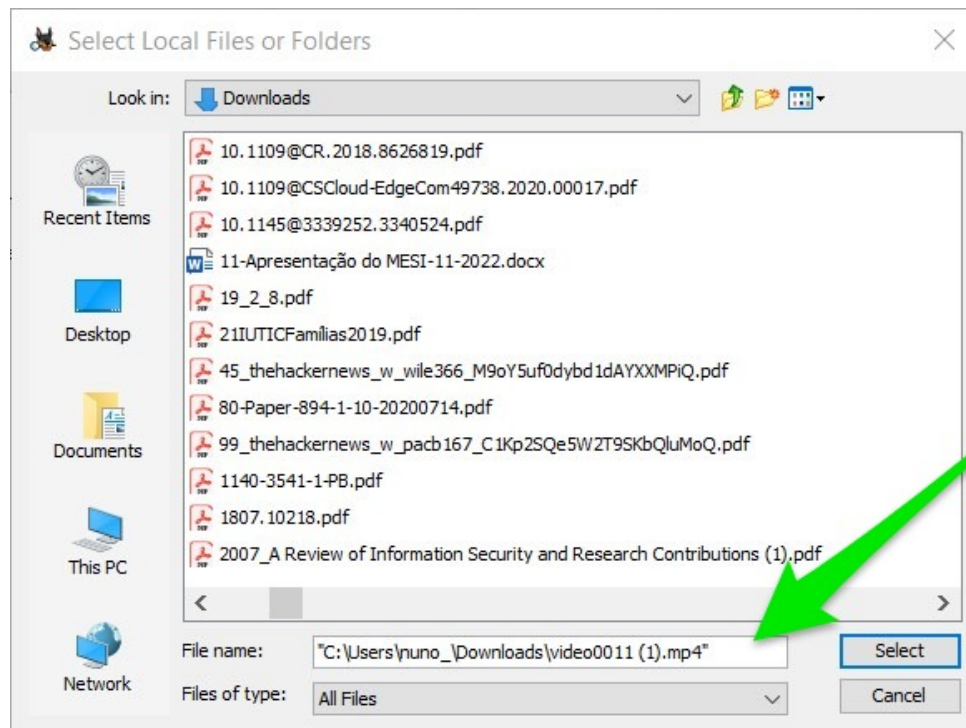 Select Local Files or Folders
Look in:
Downloads
Recent Items
Desktop
Documents
This PC
Network
10.1109@CR.2018.8626819.pdf
10.1109@CSCloud-EdgeCom49738.2020.00017.pdf
10.1145@3339252.3340524.pdf
11-Apresentação do MESI-11-2022.docx
19_2_8.pdf
21IUTICFamílias2019.pdf
45_thehackernews_w_wile366_M9oY5uf0dybd1dAYXXMPiQ.pdf
80-Paper-894-1-10-20200714.pdf
99_thehackernews_w_pacb167_C1Kp2SQe5W2T9SKbQluMoQ.pdf
1140-3541-1-PB.pdf
1807.10218.pdf
2007_A Review of Information Security and Research Contributions (1).pdf
File name:
"C:\Users\nuno_\Downloads\video0011 (1).mp4"
Select
Files of type:
All Files
Cancel